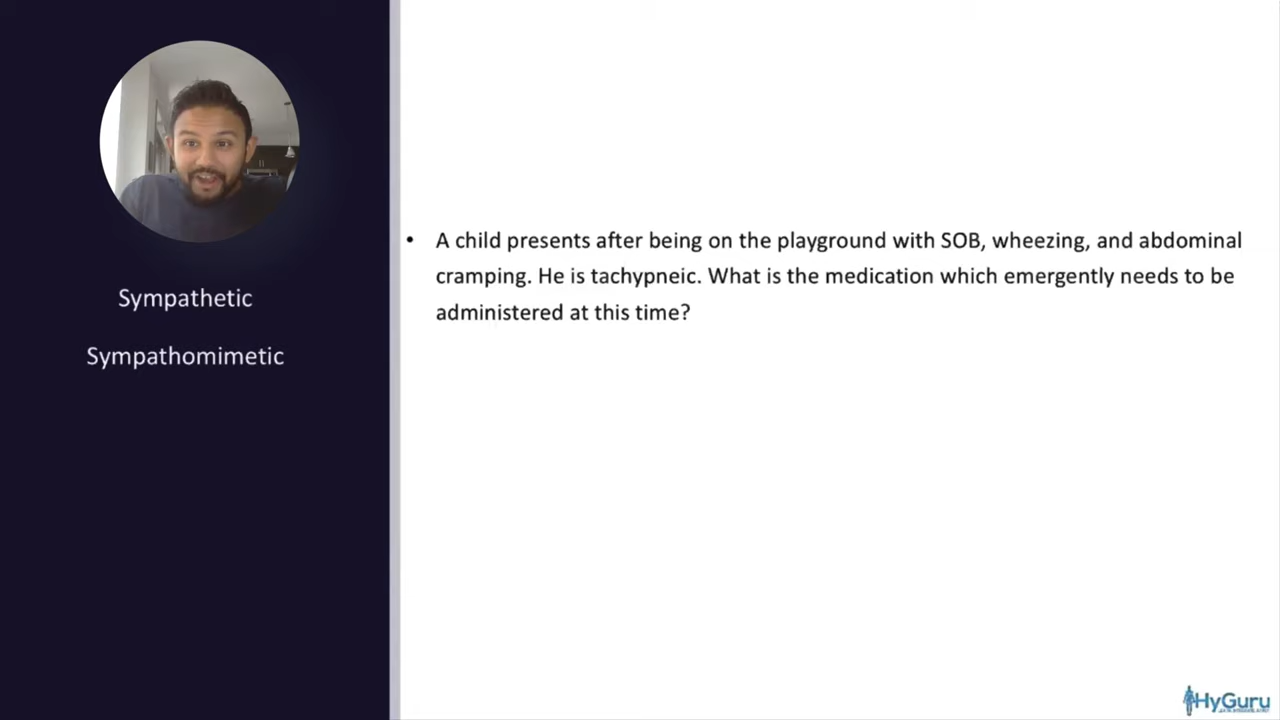 Sympathetic
Sympathomimetic
• A child presents after being on the playground with SOB, wheezing, and abdominal
cramping. He is tachypneic. What is the medication which emergently needs to be
administered at this time?
HyGuru